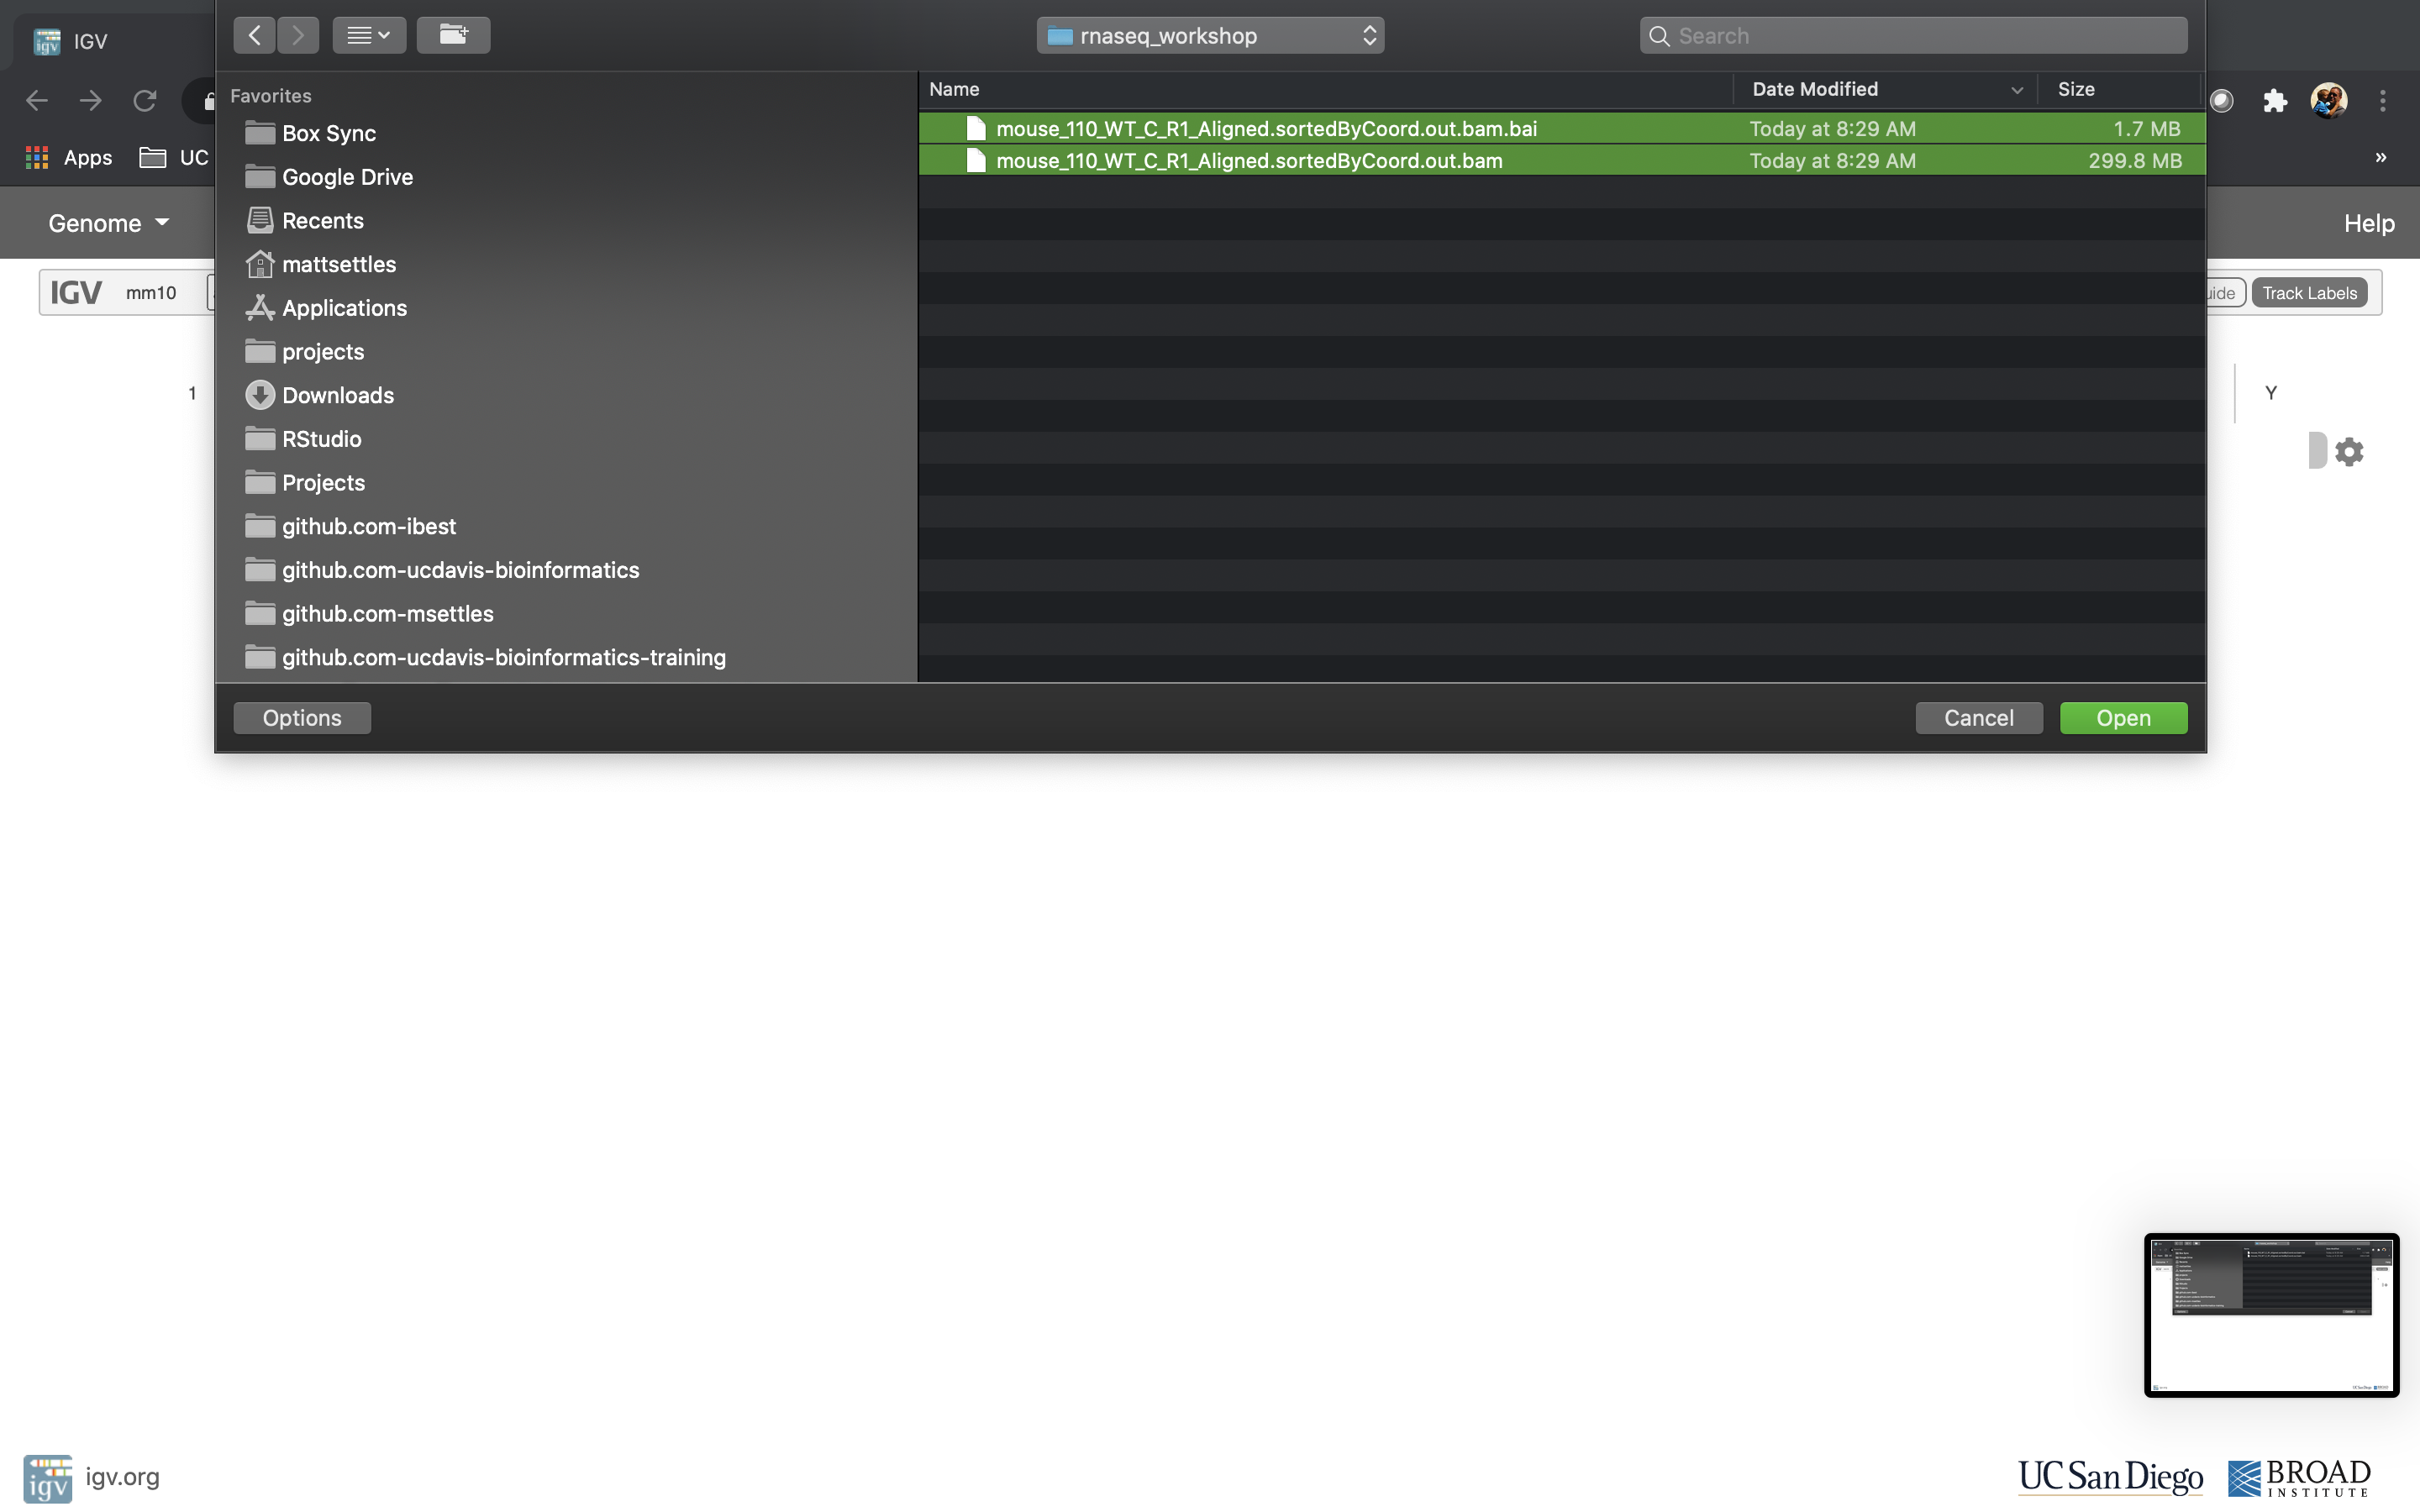 IGV
rnaseq_workshop
Search
Favorites
Name Date Modified Size
Box Sync
mouse_110_WT_C_R1_Aligned.sortedByCoord.out.bam.bai Today at 8:29 AM 1.7 MB
Apps UC
mouse_110_WT_C_R1_Aligned.sortedByCoord.out.bam Today at 8:29 AM 299.8 MB
»
Google Drive
Genome
Recents
Help
mattsettles
IGV mm10
Track Labels
Applications
projects
1
Downloads
Y
RStudio
Projects
github.com-ibest
github.com-ucdavis-bioinformatics
github.com-msettles
github.com-ucdavis-bioinformatics-training
Options Cancel Open
igv
igv.org
UC San Diego
BROAD
INSTITUTE